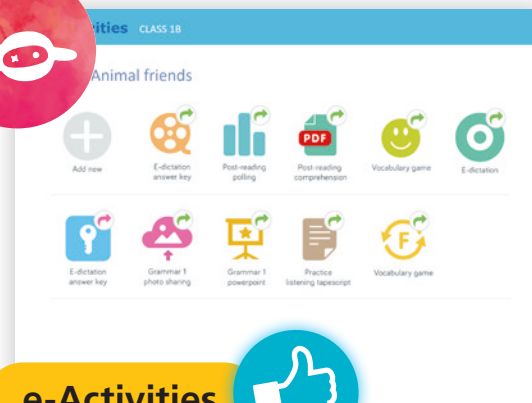 ities CLASS 1B
Animal friends
Add new
E-dictation
answer key
Post-reading
polling
PDF
Post-reading
comprehension
Vocabulary game
E-dictation
E-dictation
answer key
Grammar 1
photo sharing
Grammar 1
powerpoint
Practice
listening tapescript
F
Vocabulary game
e-Activities